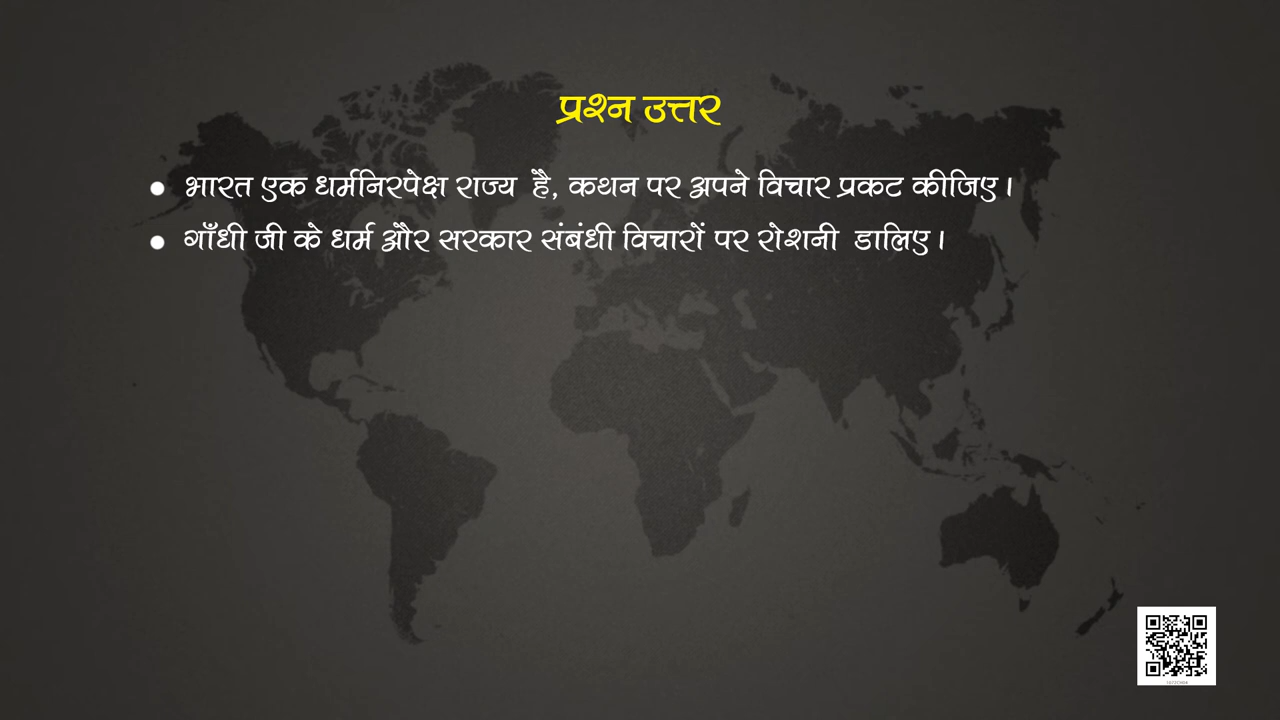 प्रश्न उत्तर
भारत एक धर्मनिरपेक्ष राज्य है, कथन पर अपने विचार प्रकट कीजिए।
गाँधी जी के धर्म और सरकार संबंधी विचारों पर रोशनी डालिए।